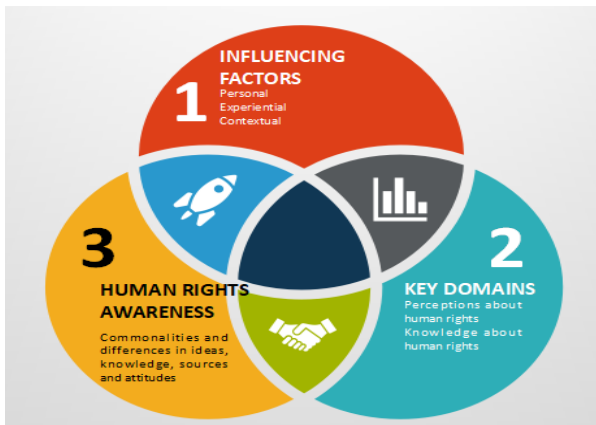 1
INFLUENCING
FACTORS
Personal
Experiential
Contextual
2
KEY DOMAINS
Perceptions about
human rights
Knowledge about
human rights
3
HUMAN RIGHTS
AWARENESS
Commonalities and
differences in ideas,
knowledge, sources
and attitudes